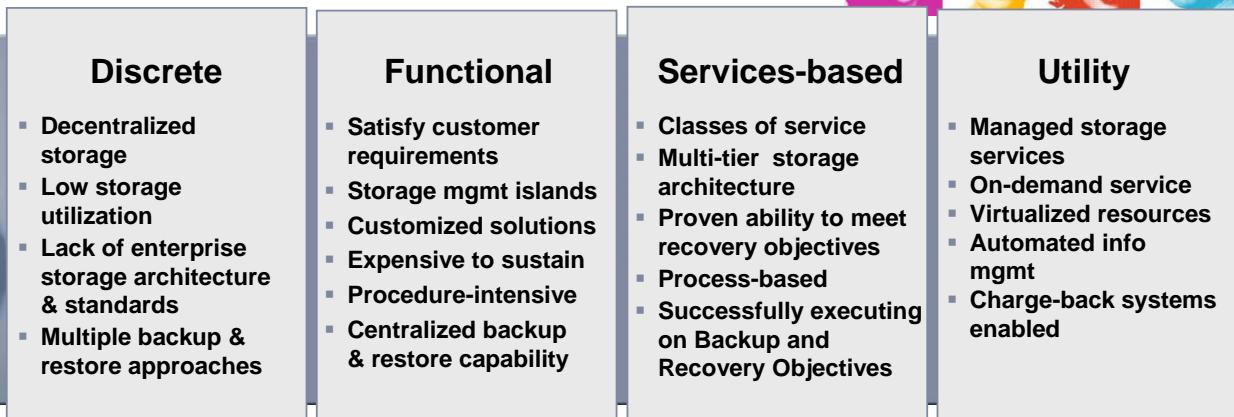 Discrete
Decentralized
storage
Low storage
utilization
Lack of enterprise
storage architecture
& standards
Multiple backup &
restore approaches
Functional
Satisfy customer
requirements
Storage mgmt islands
Customized solutions
Expensive to sustain
Procedure-intensive
Centralized backup
& restore capability
Services-based
Classes of service
Multi-tier storage
architecture
Proven ability to meet
recovery objectives
Process-based
Successfully executing
on Backup and
Recovery Objectives
Utility
Managed storage
services
On-demand service
Virtualized resources
Automated info
mgmt
Charge-back systems
enabled